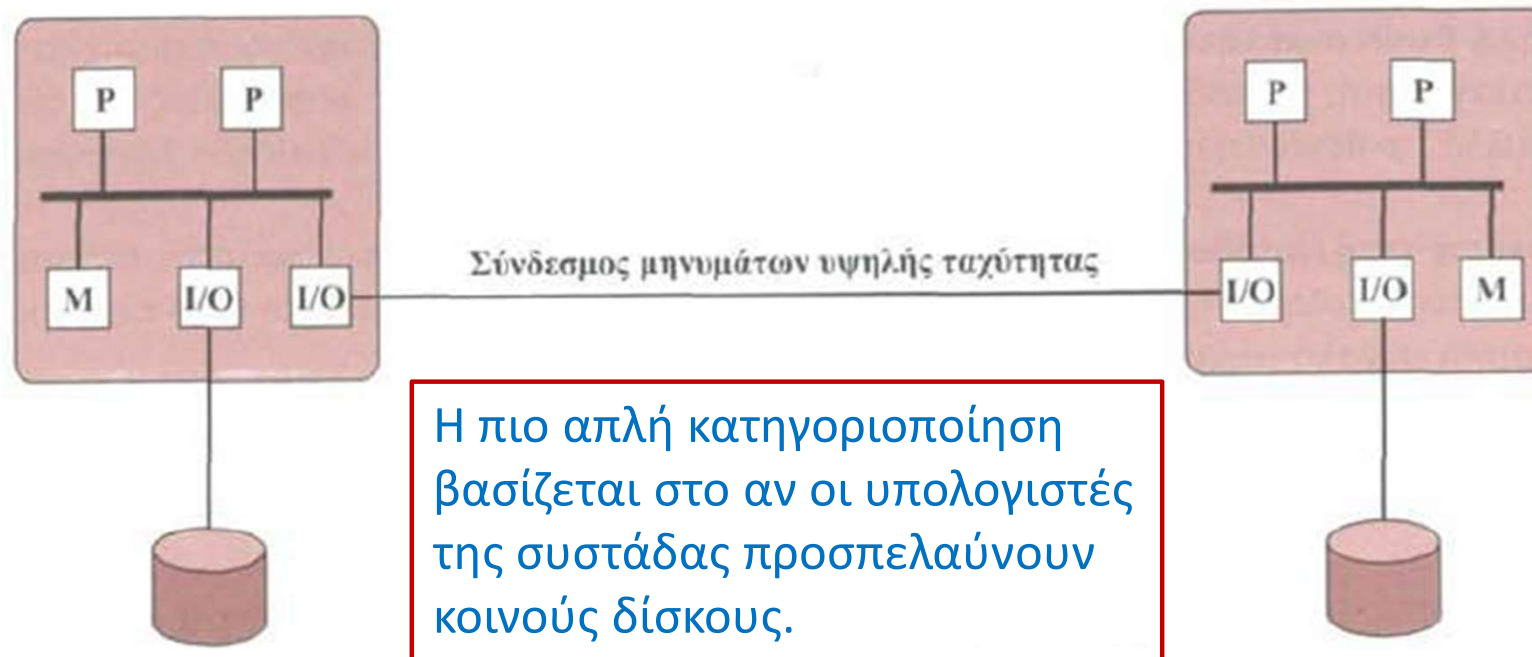 P P
P P
Σύνδεσμος μηνυμάτων υψηλής ταχύτητας
M I/O I/O
I/O I/O M
Η πιο απλή κατηγοριοποίηση
βασίζεται στο αν οι υπολογιστές
της συστάδας προσπελαύνουν
κοινούς δίσκους.